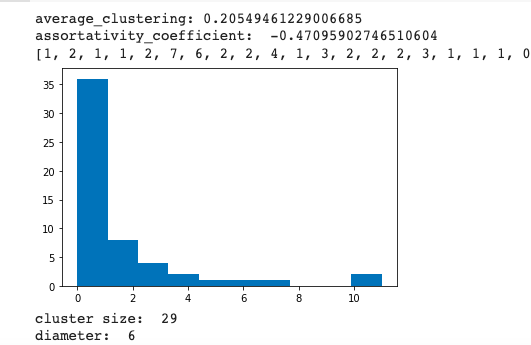 average_clustering: 0.20549461229006685
assortativity_coefficient:  -0.47095902746510604
[1, 2, 1, 1, 2, 7, 6, 2, 2, 4, 1, 3, 2, 2, 2, 3, 1, 1, 1, 0
35
30
25
20
15
10
5
0
0 2 4 6 8 10
cluster size:  29
diameter:  6